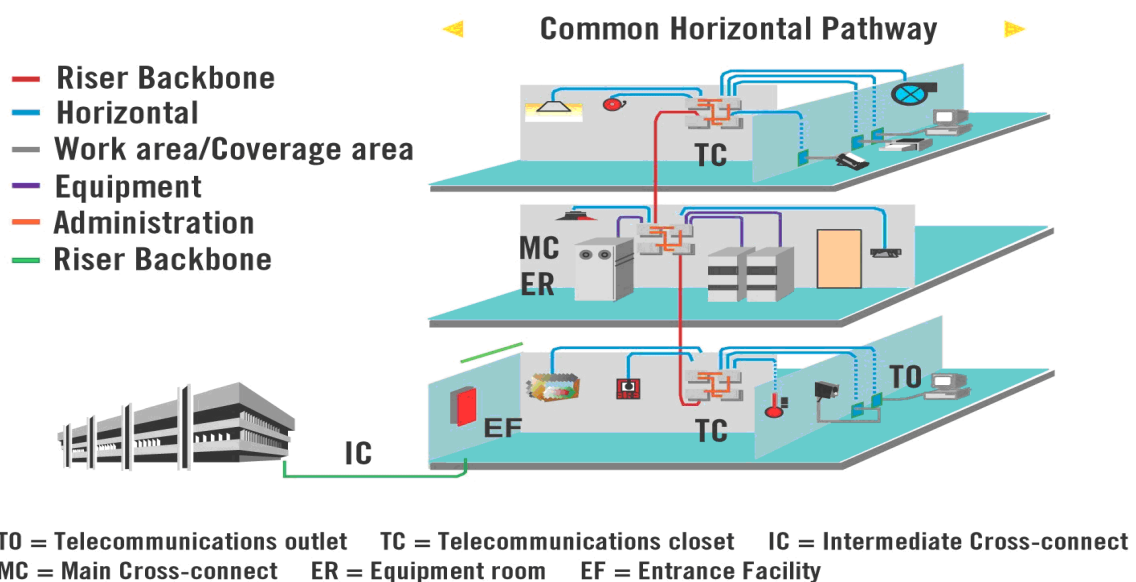 Common Horizontal Pathway
Riser Backbone
Horizontal
Work area/Coverage area
Equipment
Administration
Riser Backbone
TC
MC
ER
TO
EF
TC
IC
TO = Telecommunications outlet TC = Telecommunications closet IC = Intermediate Cross-connect
MC = Main Cross-connect ER = Equipment room EF = Entrance Facility